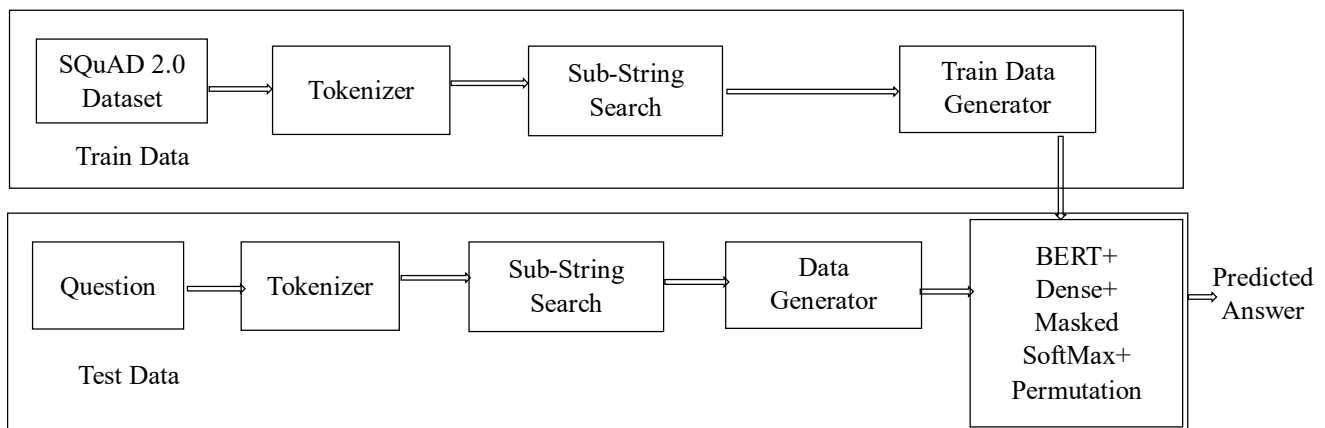 SQuAD 2.0
Dataset
Tokenizer
Sub-String
Search
Train Data
Generator
Train Data
Question
Tokenizer
Sub-String
Search
Data
Generator
BERT+
Dense+
Masked
SoftMax+
Permutation
Predicted
Answer
Test Data